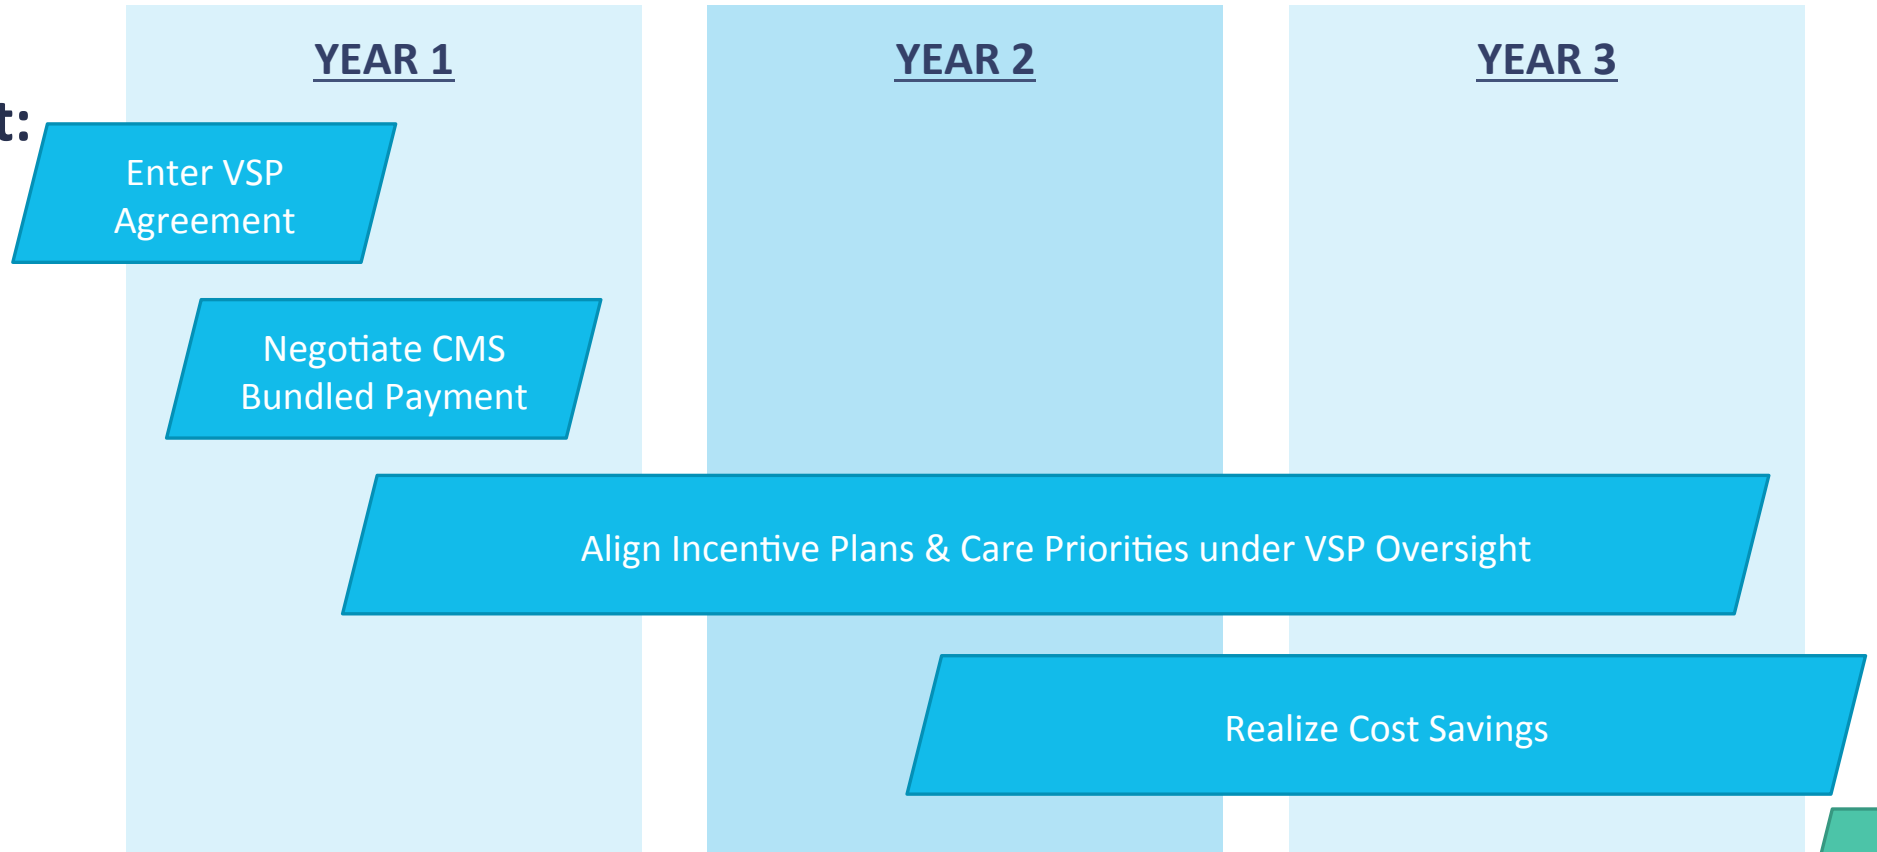 YEAR 1
YEAR 2
YEAR 3
t:
Enter VSP
Agreement
Negotiate CMS
Bundled Payment
Align Incentive Plans & Care Priorities under VSP Oversight
Realize Cost Savings